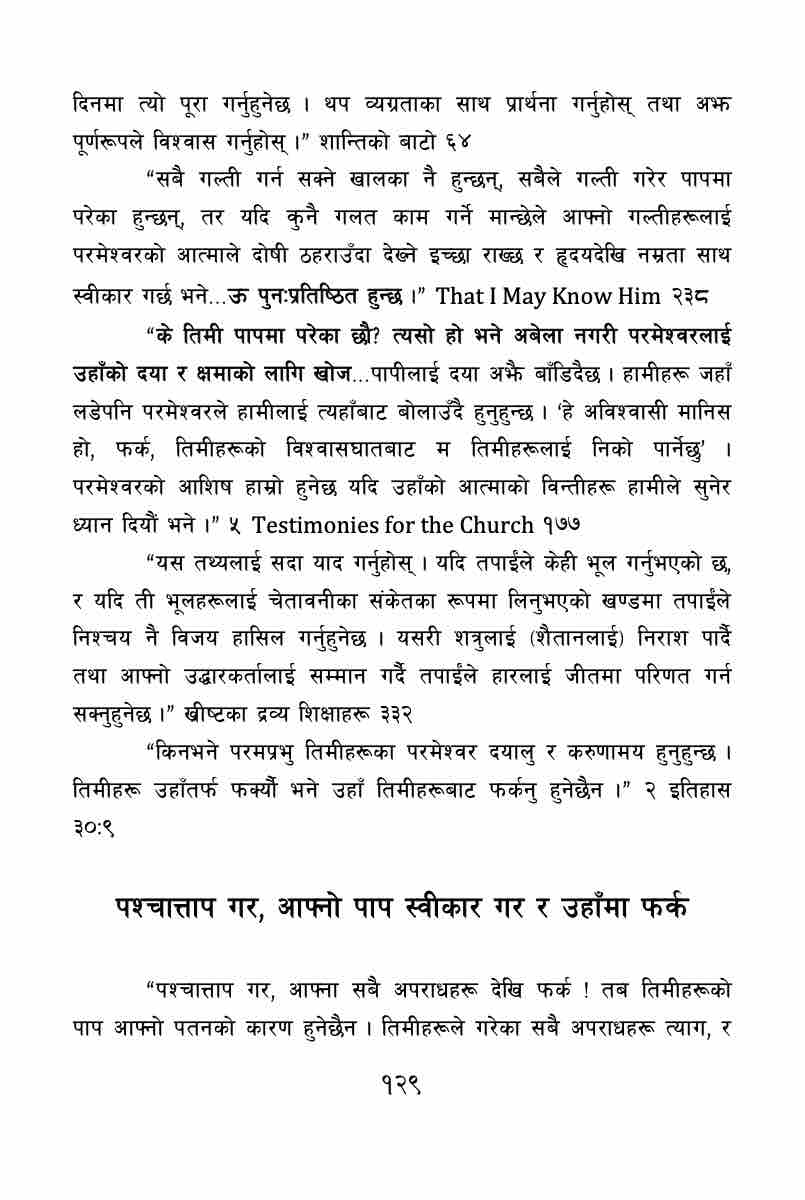 दिनमा त्यो पूरा गर्नुहुनेछ । थप व्यग्रताका साथ प्रार्थना गर्नुहोस् तथा अझ
पूर्णरूपले विश्वास गर्नुहोस् ।” शान्तिको बाटो ६४
“सबै गल्ती गर्न सक्ने खालका नै हुन्छन्, सबैले गल्ती गरेर पापमा
परेका हुन्छन्, तर यदि कुनै गलत काम गर्ने मान्छेले आफ्नो गल्तीहरूलाई
परमेश्वरको आत्माले दोषी ठहराउँदा देख्ने इच्छा राख्छ र हृदयदेखि नम्रता साथ
स्वीकार गर्छ भने...ऊ पुनःप्रतिष्ठित हुन्छ ।” That I May Know Him २३८
“के तिमी पापमा परेका छौ? त्यसो हो भने अबेला नगरी परमेश्वरलाई
उहाँको दया र क्षमाको लागि खोज...पापीलाई दया अझै बाँडिदैछ । हामीहरू जहाँ
लडेपनि परमेश्वरले हामीलाई त्यहाँबाट बोलाउँदै हुनुहुन्छ । ‘हे अविश्वासी मानिस
हो, फर्क, तिमीहरूको विश्वासघातबाट म तिमीहरूलाई निको पार्नेछु’ ।
परमेश्वरको आशिष हाम्रो हुनेछ यदि उहाँको आत्माको विन्तीहरू हामीले सुनेर
ध्यान दियौं भने ।” ५ Testimonies for the Church १७७
“यस तथ्यलाई सदा याद गर्नुहोस् । यदि तपाईंले केही भूल गर्नुभएको छ,
र यदि ती भूलहरूलाई चेतावनीका संकेतका रूपमा लिनुभएको खण्डमा तपाईंले
निश्चय नै विजय हासिल गर्नुहुनेछ । यसरी शत्रुलाई (शैतानलाई) निराश पार्दै
तथा आफ्नो उद्धारकर्तालाई सम्मान गर्दै तपाईंले हारलाई जीतमा परिणत गर्न
सक्नुहुनेछ ।” ख्रीष्टका द्रव्य शिक्षाहरू ३३२
“किनभने परमप्रभु तिमीहरूका परमेश्वर दयालु र करुणामय हुनुहुन्छ ।
तिमीहरू उहाँतर्फ फर्क्यौ भने उहाँ तिमीहरूबाट फर्कनु हुनेछैन ।” २ इतिहास
३०:९
पश्चात्ताप गर, आफ्नो पाप स्वीकार गर र उहाँमा फर्क
“पश्चात्ताप गर, आफ्ना सबै अपराधहरू देखि फर्क ! तब तिमीहरूको
पाप आफ्नो पतनको कारण हुनेछैन । तिमीहरूले गरेका सबै अपराधहरू त्याग, र
१२९